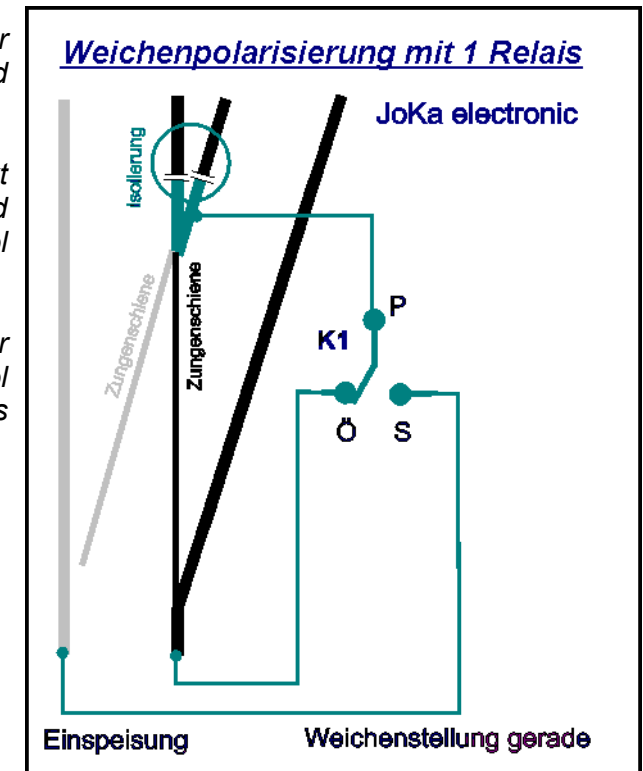 r
d
t
d
l
r
l
s
Weichenpolarisierung mit 1 Relais
JoKa electronic
Isolierung
Zungenschiene
Zungenschiene
P
K1
Ö S
Einspeisung
Weichenstellung gerade